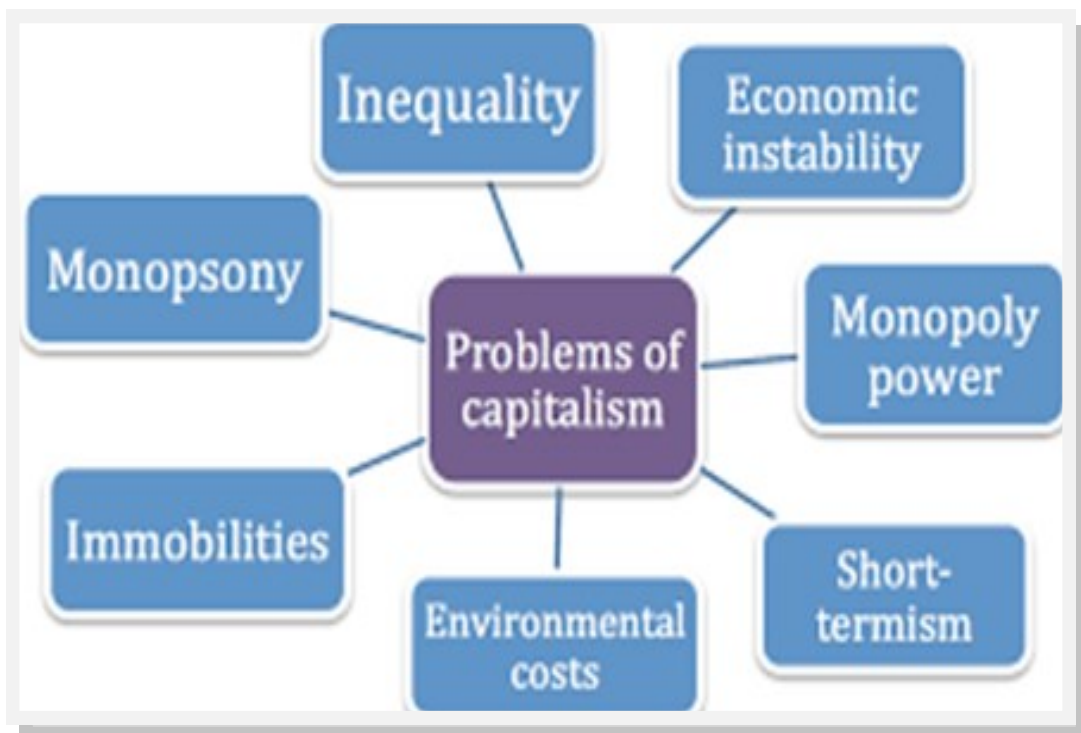 Inequality
Economic
instability
Monopsony
Problems of
capitalism
Monopoly
power
Immobilities
Environmental
costs
Short-
termism